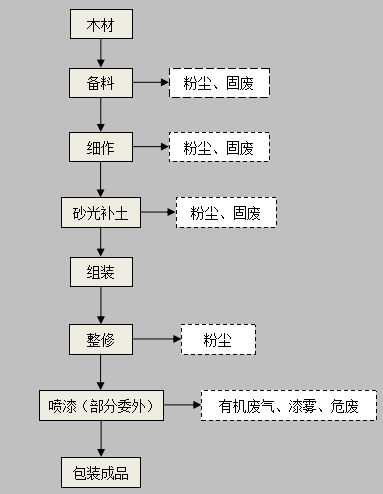 木材
备料
粉尘、固废
细作
粉尘、固废
砂光补土
粉尘、固废
组装
整修
粉尘
喷漆（部分委外）
有机废气、漆雾、危废
包装成品